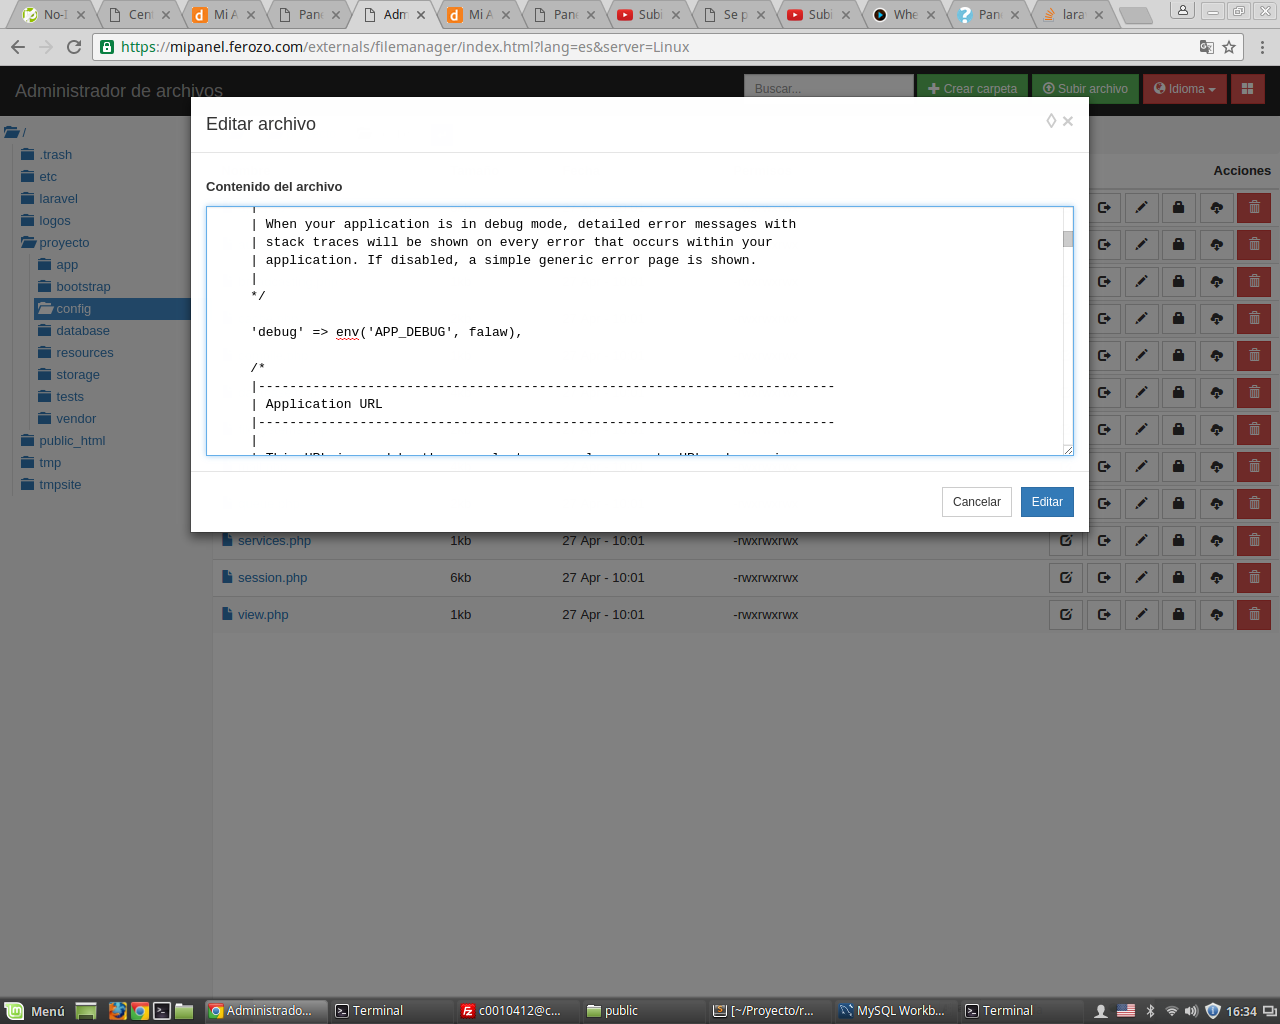 No-I
Cent
Mi A
Pane
Adm
Mi A
Pane
Subi
Se p
Subi
Whe
Pane
lara
https://mipanel.ferozo.com/externals/filemanager/index.html?lang=es&server=Linux
Administrador de archivos
Buscar...
Crear carpeta
Subir archivo
Idioma
/
.trash
etc
laravel
logos
proyecto
app
bootstrap
config
database
resources
storage
tests
vendor
public_html
tmp
tmpsite
Acciones
Editar archivo
Contenido del archivo
|
| When your application is in debug mode, detailed error messages with
| stack traces will be shown on every error that occurs within your
| application. If disabled, a simple generic error page is shown.
|
*/
'debug' => env('APP_DEBUG', falaw),
/*
|--------------------------------------------------------------------------
| Application URL
|--------------------------------------------------------------------------
|
Cancelar
Editar
services.php 1kb 27 Apr - 10:01 -rwxrwxrwx
session.php 6kb 27 Apr - 10:01 -rwxrwxrwx
view.php 1kb 27 Apr - 10:01 -rwxrwxrwx
Menú
Administrado...
Terminal
c0010412@c...
public
[~/Proyecto/r...
MySQL Workb...
Terminal
16:34